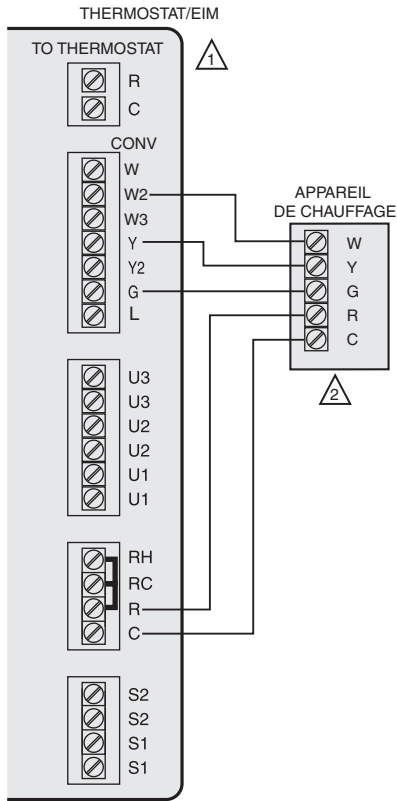 THERMOSTAT/EIM
TO THERMOSTAT
1
R
C
CONV
W
W2
W3
Y
Y2
G
L
U3
U3
U2
U2
U1
U1
RH
RC
R
C
S2
S2
S1
S1
APPAREIL
DE CHAUFFAGE
W
Y
G
R
C
2